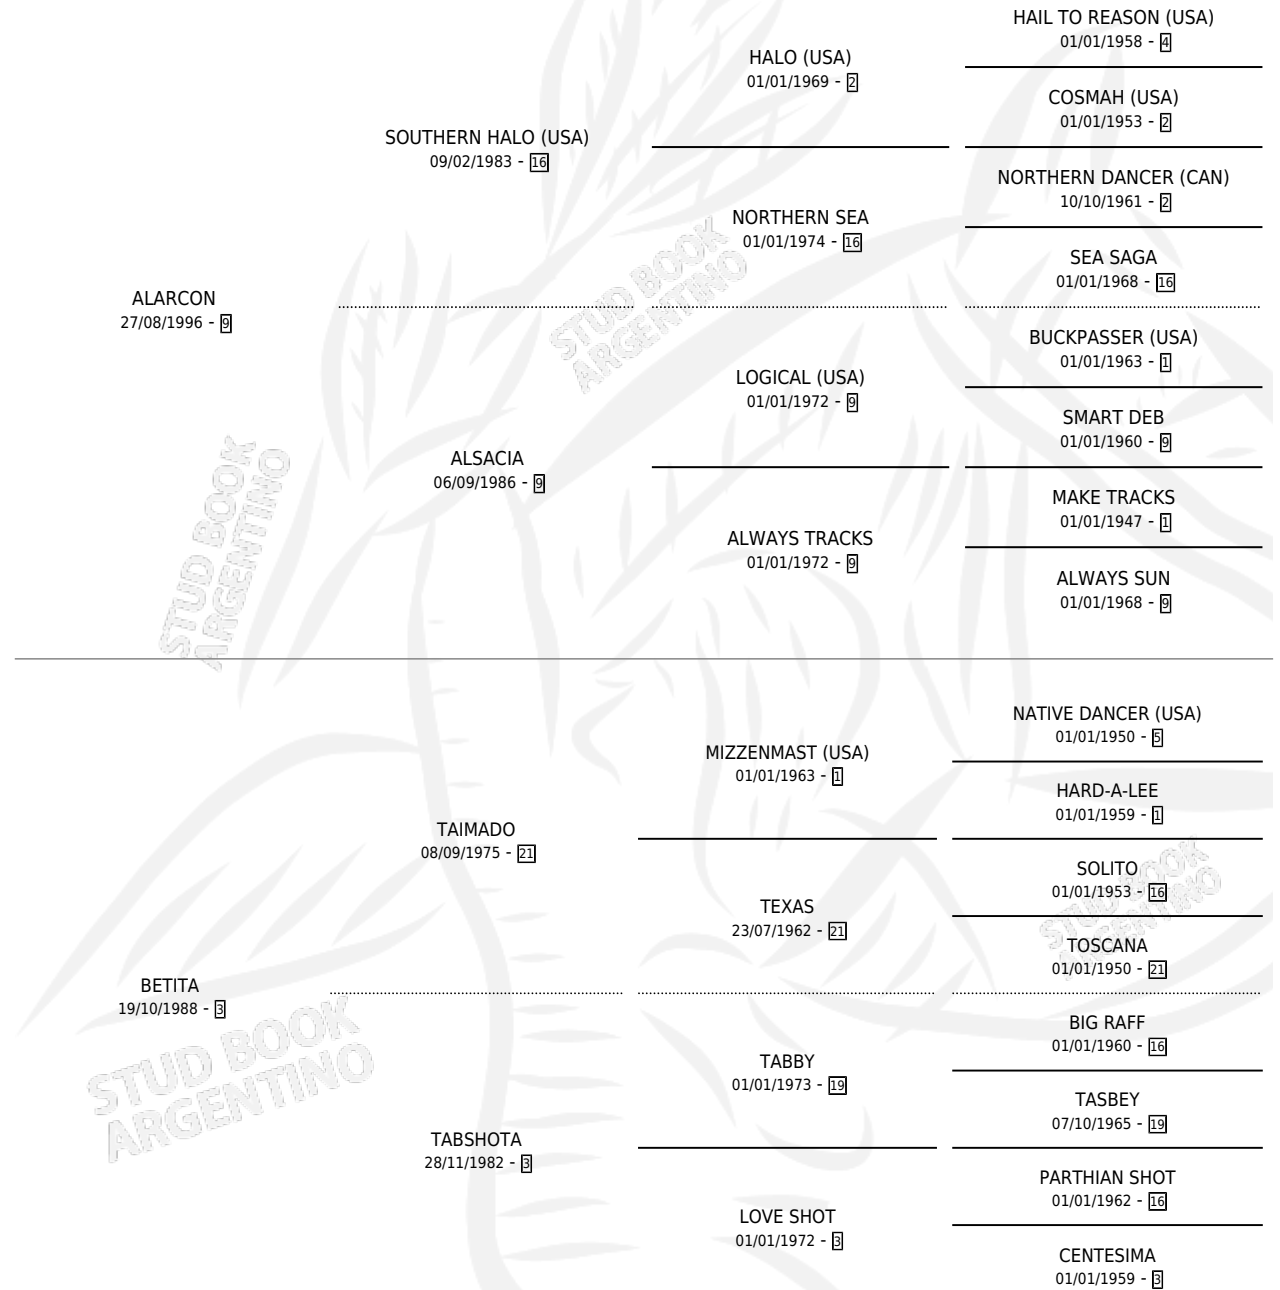 HAIL TO REASON (USA)
01/01/1958 - 4
HALO (USA)
01/01/1969 - 2
COSMAH (USA)
01/01/1953 - 2
SOUTHERN HALO (USA)
09/02/1983 - 16
NORTHERN DANCER (CAN)
10/10/1961 - 2
NORTHERN SEA
01/01/1974 - 16
SEA SAGA
01/01/1968 - 16
ALARCON
27/08/1996 - 9
BUCKPASSER (USA)
01/01/1963 - 1
LOGICAL (USA)
01/01/1972 - 9
SMART DEB
01/01/1960 - 9
ALSACIA
06/09/1986 - 9
MAKE TRACKS
01/01/1947 - 1
ALWAYS TRACKS
01/01/1972 - 9
ALWAYS SUN
01/01/1968 - 9
NATIVE DANCER (USA)
01/01/1950 - 5
MIZZENMAST (USA)
01/01/1963 - 1
HARD-A-LEE
01/01/1959 - 1
TAIMADO
08/09/1975 - 21
SOLITO
01/01/1953 - 16
TEXAS
23/07/1962 - 21
TOSCANA
01/01/1950 - 21
BETITA
19/10/1988 - 3
BIG RAFF
01/01/1960 - 16
TABBY
01/01/1973 - 19
TASBEY
07/10/1965 - 19
TABSHOTA
28/11/1982 - 3
PARTHIAN SHOT
01/01/1962 - 16
LOVE SHOT
01/01/1972 - 3
CENTESIMA
01/01/1959 - 3
STUD BOOK
ARGENTINO
STUD BOOK
ARGENTINO
STUD BOOK
ARGENTINO
STUD BOOK
ARGENTINO